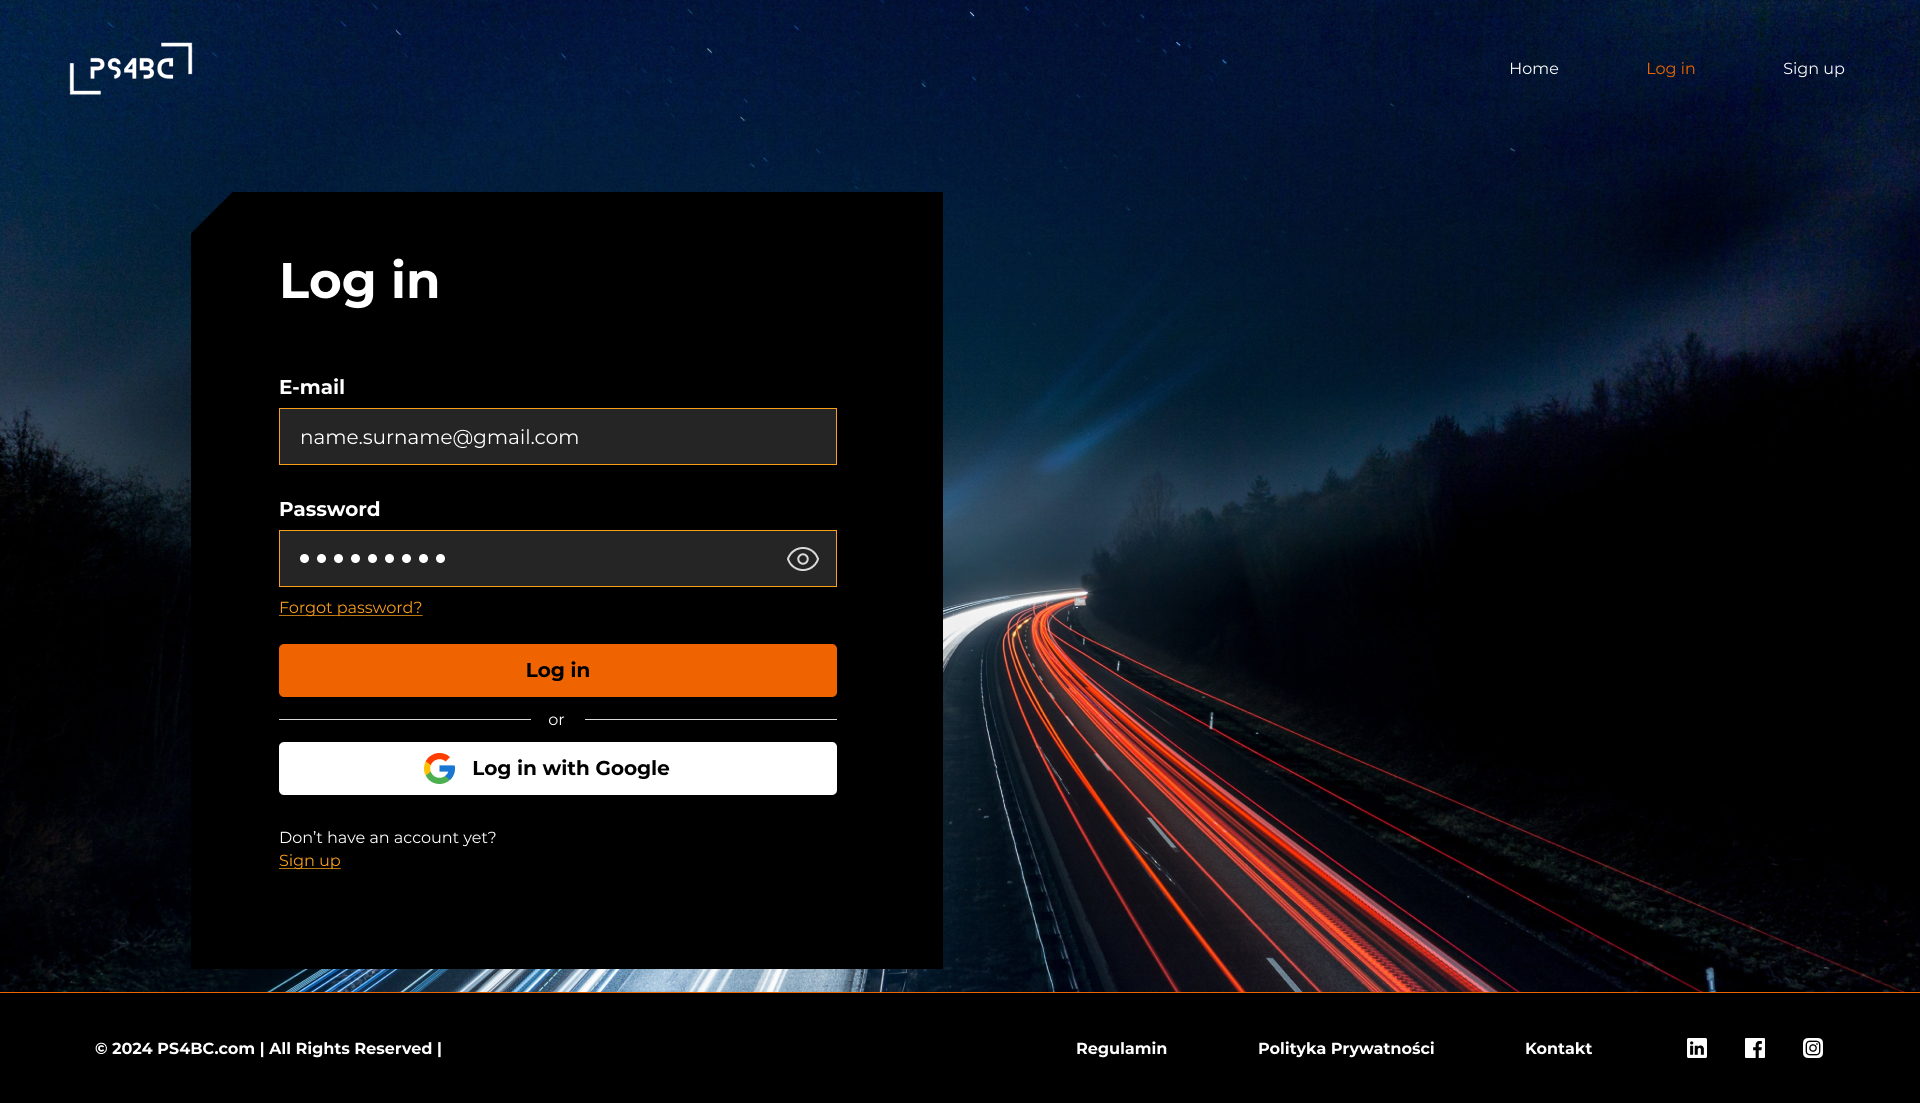 PS4BC
Home
Log in
Sign up
Log in
E-mail
name.surname@gmail.com
Password
Forgot password?
Log in
or
Log in with Google
Don’t have an account yet?
Sign up
© 2024 PS4BC.com | All Rights Reserved |
Regulamin
Polityka Prywatności
Kontakt